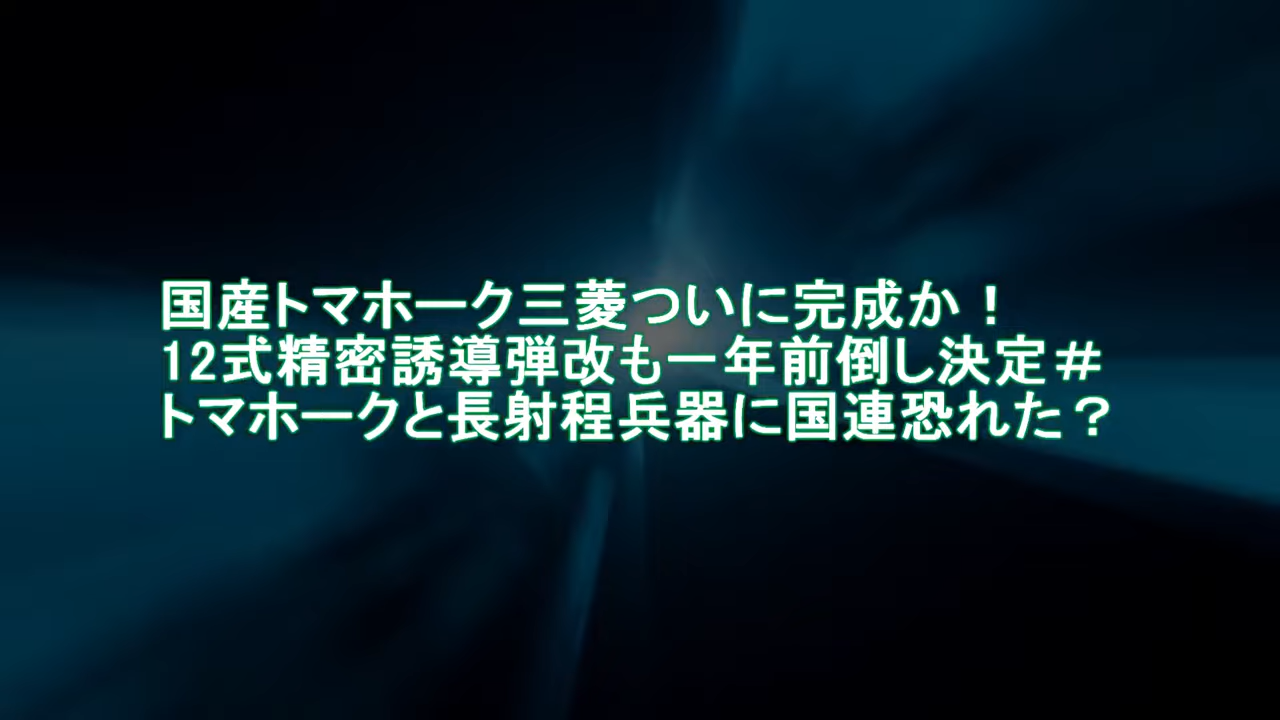 国産トマホーク三菱ついに完成か！
12式精密誘導弾改も一年前倒し決定＃
トマホークと長射程兵器に国連恐れた？